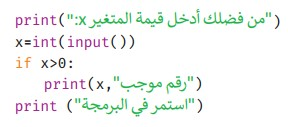 print("من فضلك أدخل قيمة المتغير x:")
x=int(input())
if x>0:
    print(x,"رقم موجب")
print ("استمر في البرمجة")